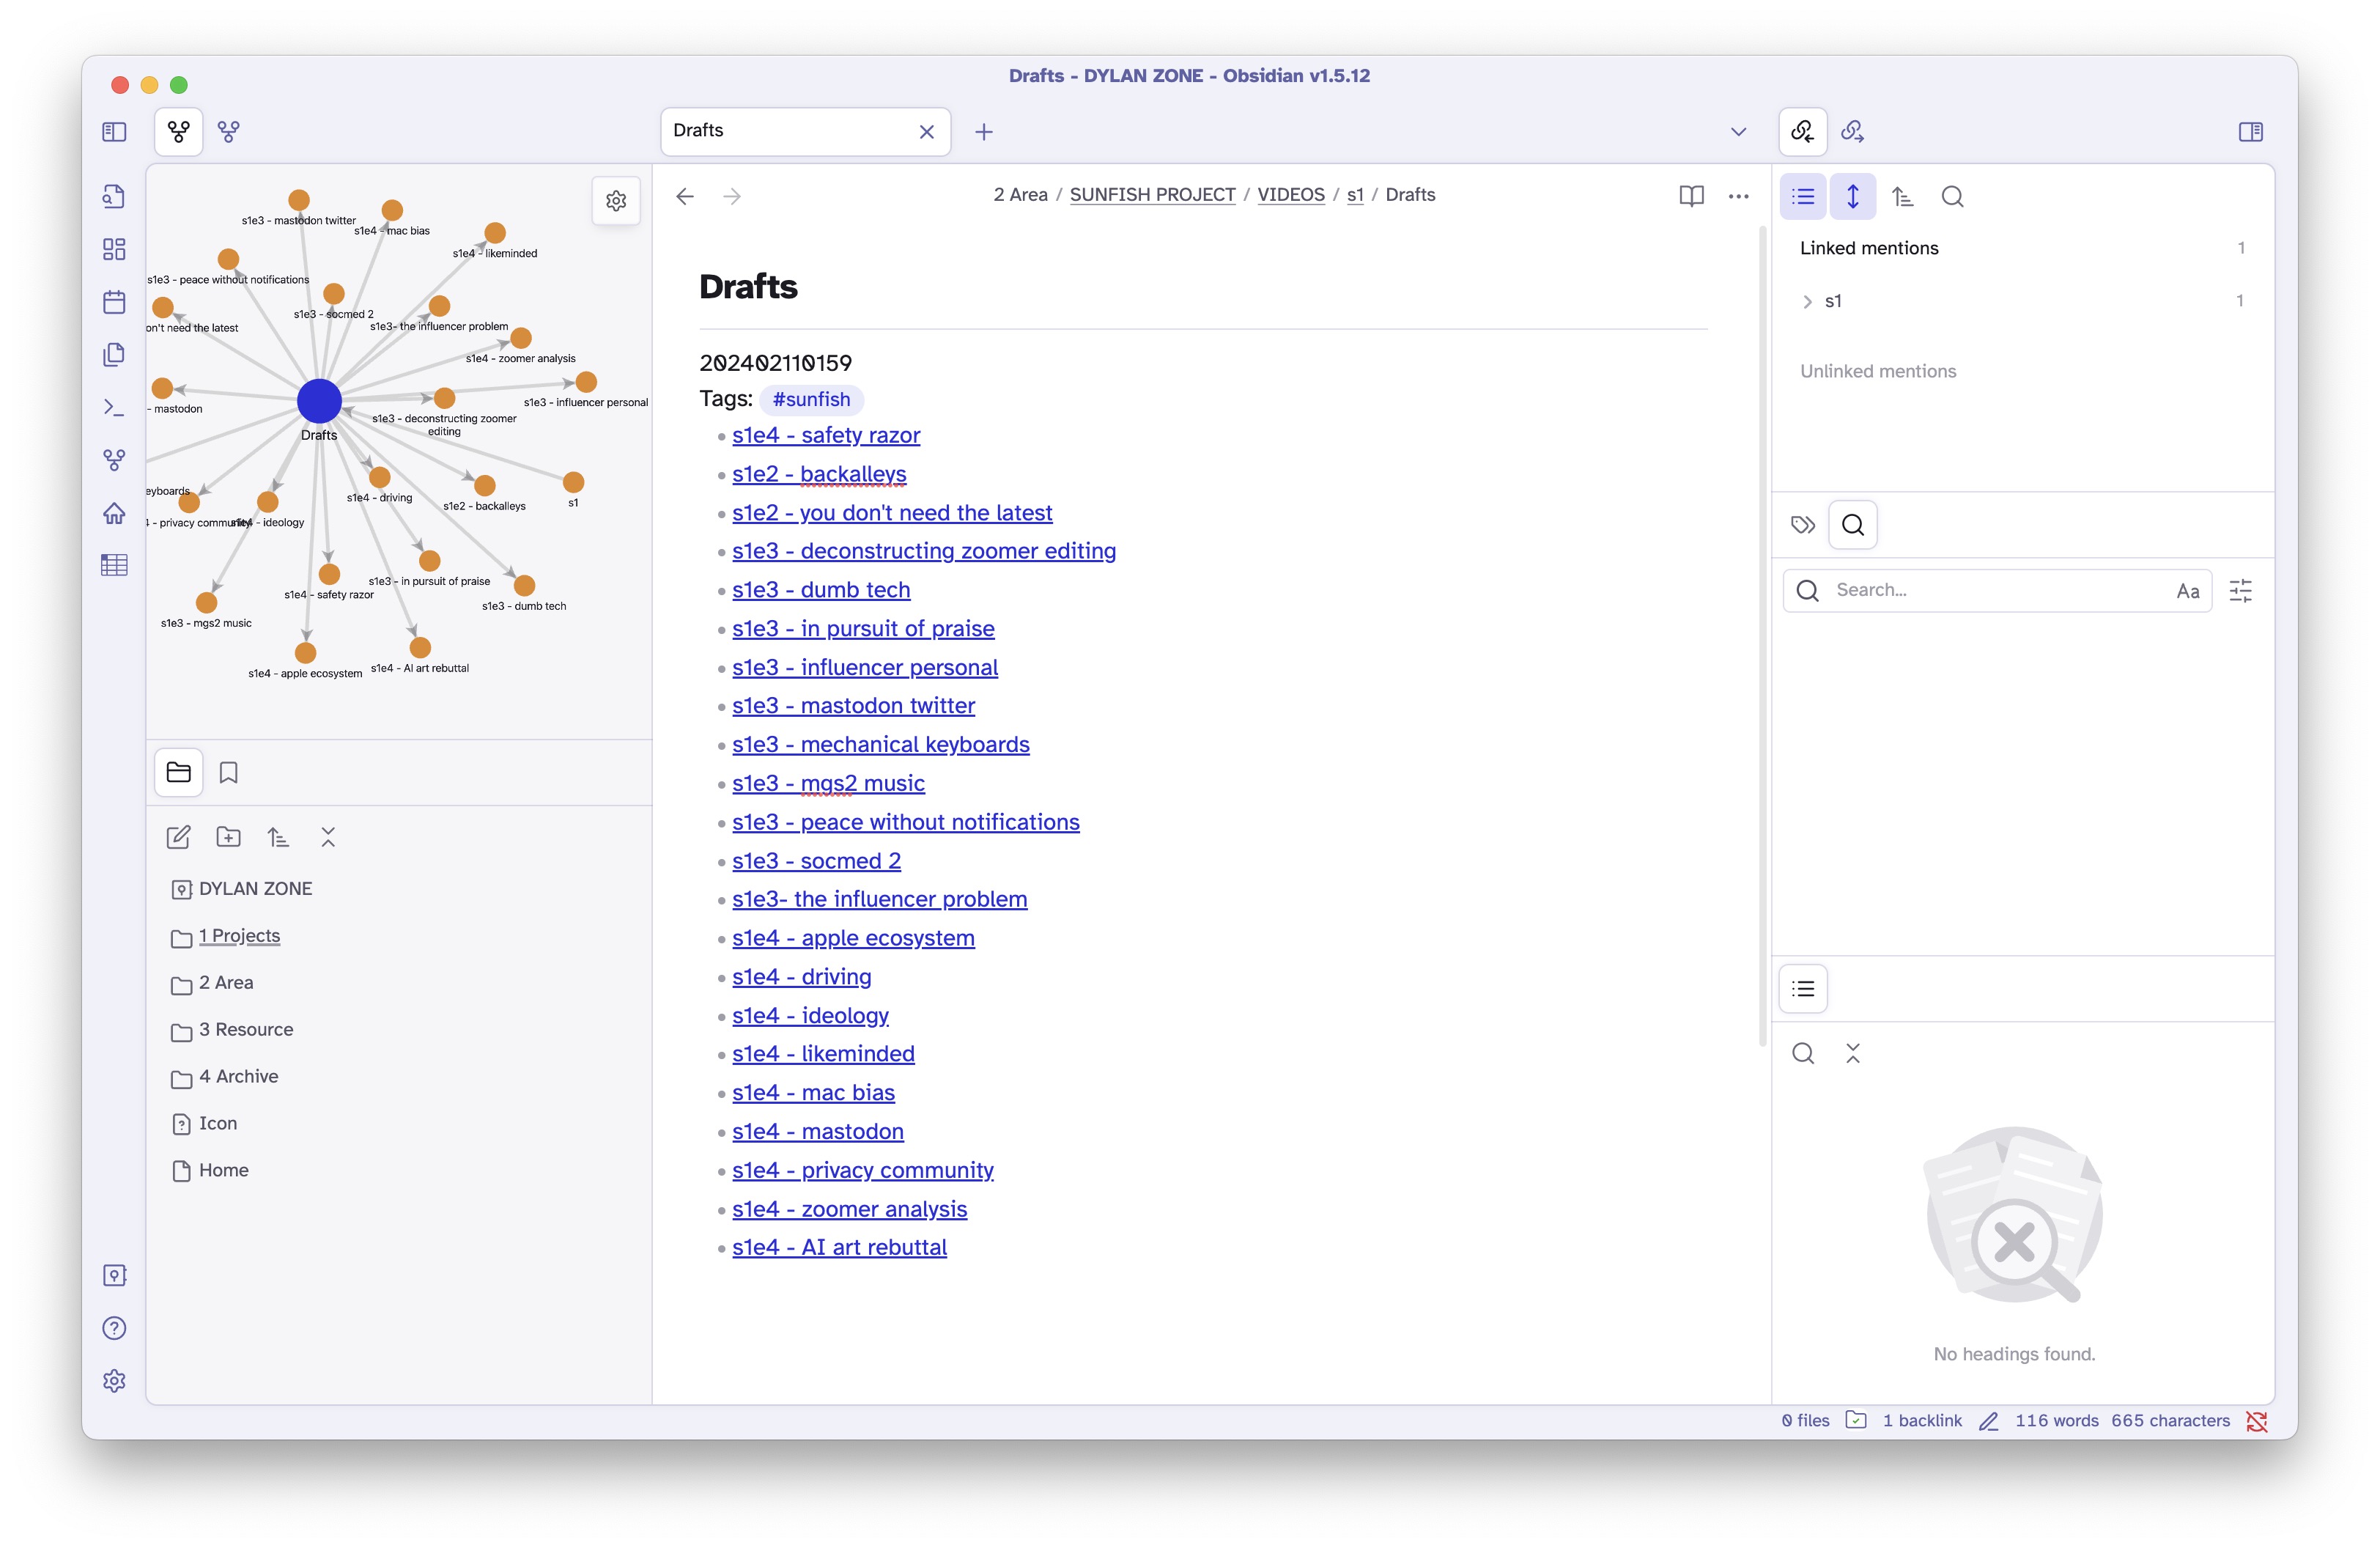 Drafts - DYLAN ZONE - Obsidian v1.5.12
Drafts
s1e3 - mastodon twitter
s1e4 - mac bias
s1e4 - likeminded
s1e3 - peace without notifications
s1e3 - socmed 2
s1e3- the influencer problem
on't need the latest
s1e4 - zoomer analysis
s1e3 - influencer personal
- mastodon
s1e3 - deconstructing zoomer
editing
Drafts
eyboards
s1e4 - driving
s1e2 - backalleys
s1
- privacy community
s1e4 - ideology
s1e3 - in pursuit of praise
s1e4 - safety razor
s1e3 - dumb tech
s1e3 - mgs2 music
s1e4 - apple ecosystem
s1e4 - AI art rebuttal
DYLAN ZONE
1 Projects
2 Area
3 Resource
4 Archive
Icon
Home
2 Area / SUNFISH PROJECT / VIDEOS / s1 / Drafts
Drafts
202402110159
Tags: #sunfish
s1e4 - safety razor
s1e2 - backalleys
s1e2 - you don't need the latest
s1e3 - deconstructing zoomer editing
s1e3 - dumb tech
s1e3 - in pursuit of praise
s1e3 - influencer personal
s1e3 - mastodon twitter
s1e3 - mechanical keyboards
s1e3 - mgs2 music
s1e3 - peace without notifications
s1e3 - socmed 2
s1e3- the influencer problem
s1e4 - apple ecosystem
s1e4 - driving
s1e4 - ideology
s1e4 - likeminded
s1e4 - mac bias
s1e4 - mastodon
s1e4 - privacy community
s1e4 - zoomer analysis
s1e4 - AI art rebuttal
Linked mentions 1
s1 1
Unlinked mentions
Search... Aa
No headings found.
0 files 1 backlink 116 words 665 characters